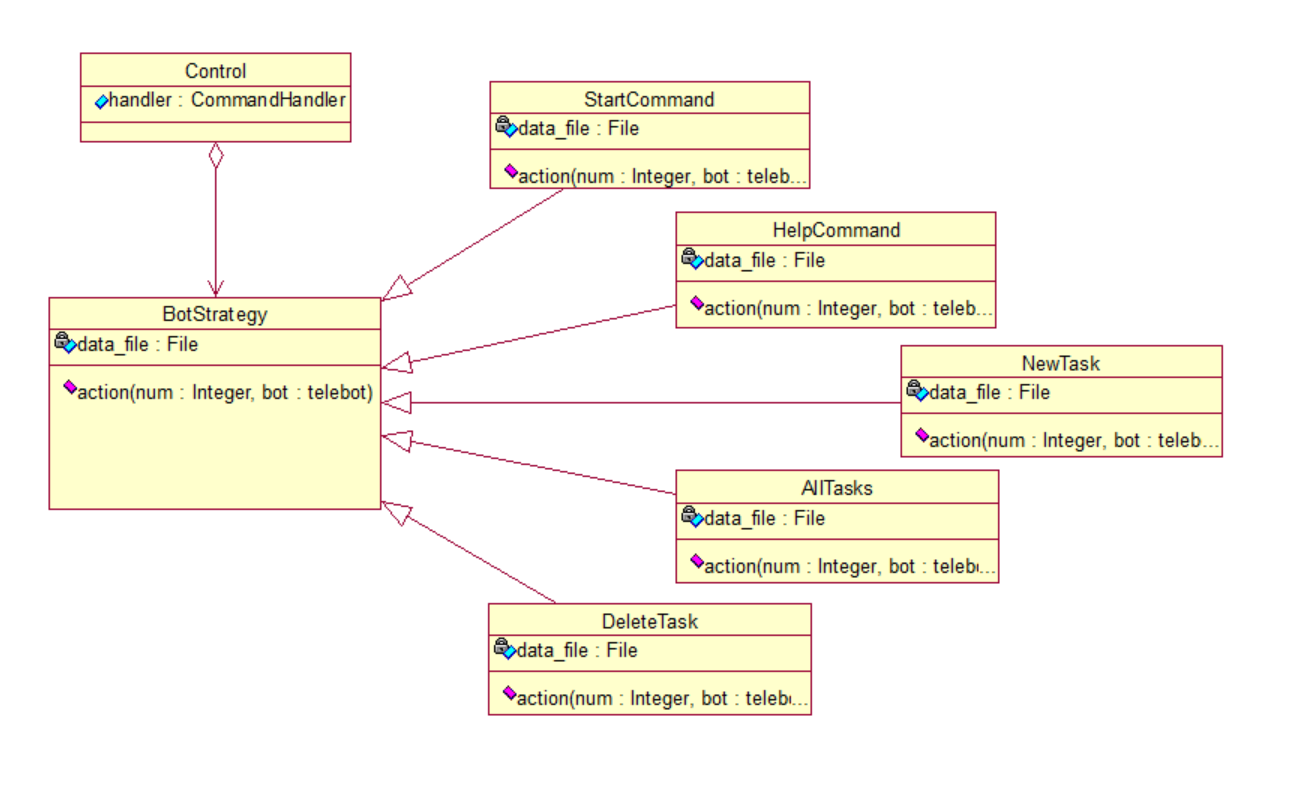 Control
handler : CommandHandler
StartCommand
data_file : File
action(num : Integer, bot : teleb...
HelpCommand
data_file : File
action(num : Integer, bot : teleb...
BotStrategy
data_file : File
action(num : Integer, bot : telebot)
NewTask
data_file : File
action(num : Integer, bot : teleb...
AllTasks
data_file : File
action(num : Integer, bot : teleb...
DeleteTask
data_file : File
action(num : Integer, bot : teleb...